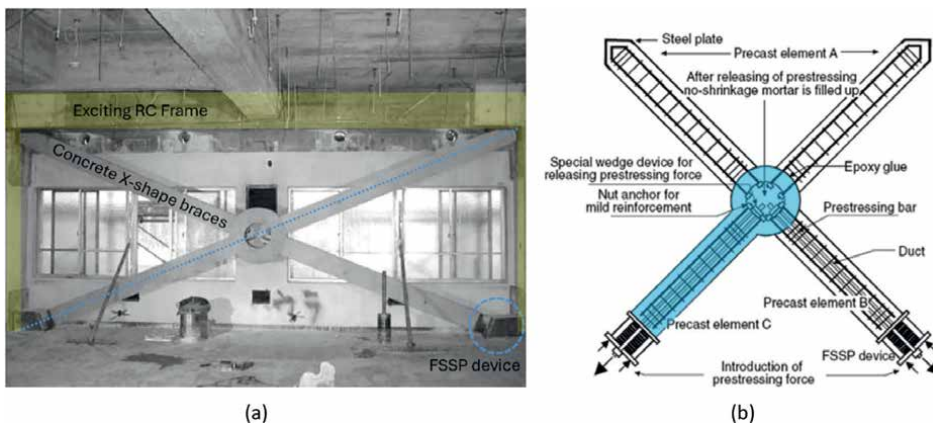 Exciting RC Frame
Concrete X-shape braces
FSSP device
(a)
Steel plate
Precast element A
After releasing of prestressing
no-shrinkage mortar is filled up
Special wedge device for
releasing prestressing force
Epoxy glue
Nut anchor for
mild reinforcement
Prestressing bar
Duct
Precast element B
Precast element C
FSSP device
Introduction of
prestressing force
(b)